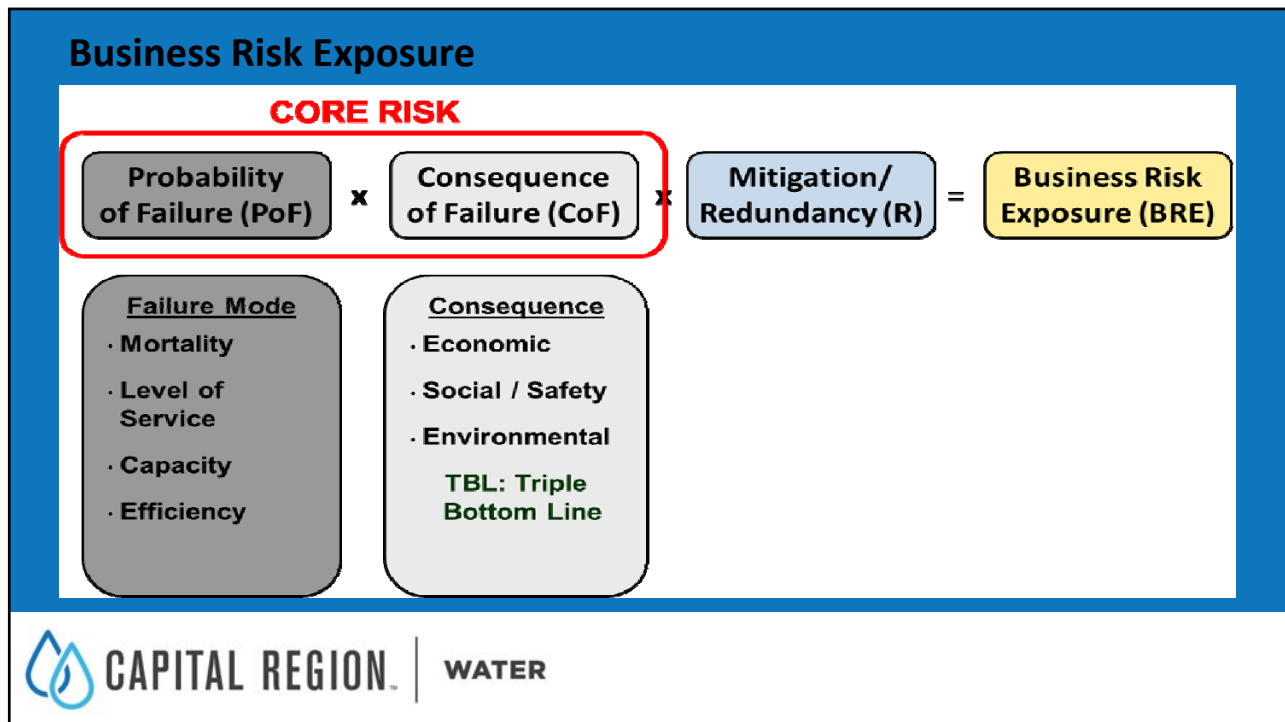 Business Risk Exposure
CORE RISK
Probability
of Failure (PoF)
x
Consequence
of Failure (CoF)
x
Mitigation/
Redundancy (R)
=
Business Risk
Exposure (BRE)
Failure Mode
· Mortality
· Level of
Service
· Capacity
· Efficiency
Consequence
· Economic
· Social / Safety
· Environmental
TBL: Triple
Bottom Line
CAPITAL REGION™ | WATER